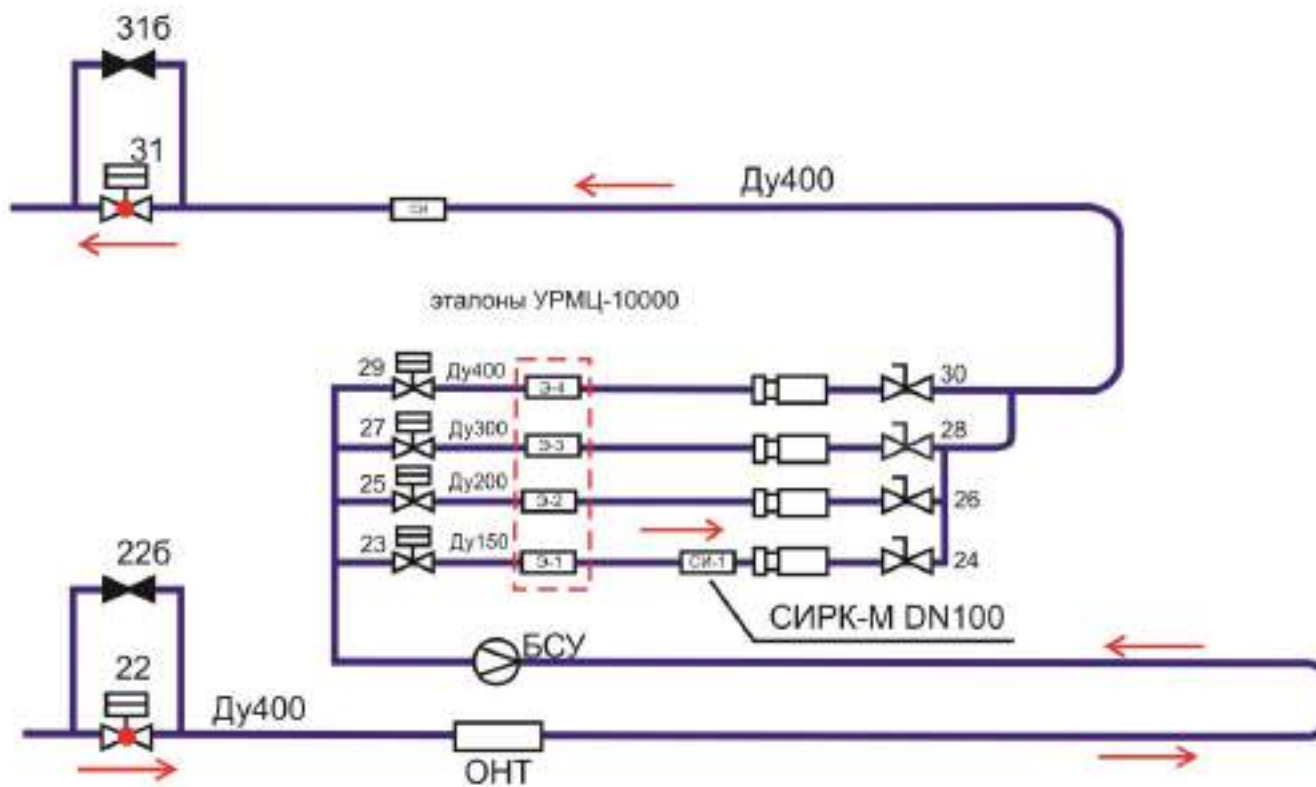 31б
31
Ду400
СИ
эталоны УРМЦ-10000
29
Ду400
Э-4
30
27
Ду300
Э-3
28
25
Ду200
Э-2
26
23
Ду150
Э-1
СИ-1
24
22б
СИРК-М DN100
БСУ
22
Ду400
ОНТ